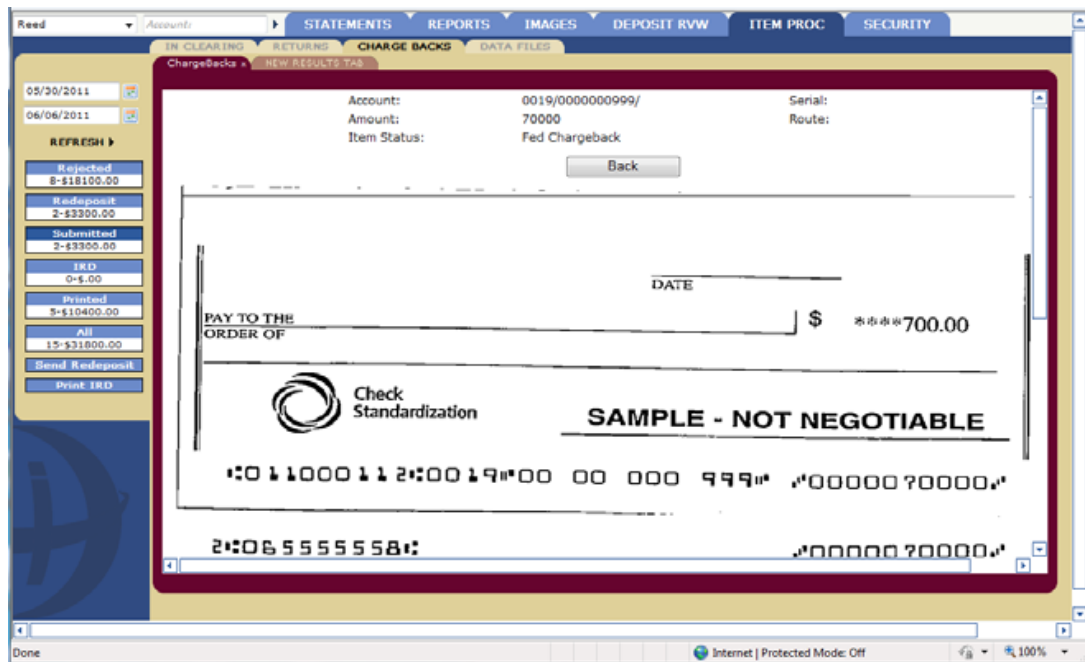 Reed Account: STATEMENTS REPORTS IMAGES DEPOSIT RVW ITEM PROC SECURITY
IN CLEARING RETURNS CHARGE BACKS DATA FILES
ChargeBacks x NEW RESULTS TAB
05/30/2011
06/06/2011
REFRESH
Rejected
8-$18100.00
Redeposit
2-$3300.00
Submitted
2-$3300.00
IRD
0-$.00
Printed
5-$10400.00
All
15-$31800.00
Send Redeposit
Print IRD
Account: 0019/0000000999/ Serial:
Amount: 70000 Route:
Item Status: Fed Chargeback
Back
DATE
PAY TO THE
ORDER OF $ ****700.00
Check
Standardization
SAMPLE - NOT NEGOTIABLE
⑆011000112⑆0019⑈00 00 000 999⑈ ⑇0000070000⑇
2⑆065555558⑆ ⑇0000070000⑇
Done Internet | Protected Mode: Off 100%